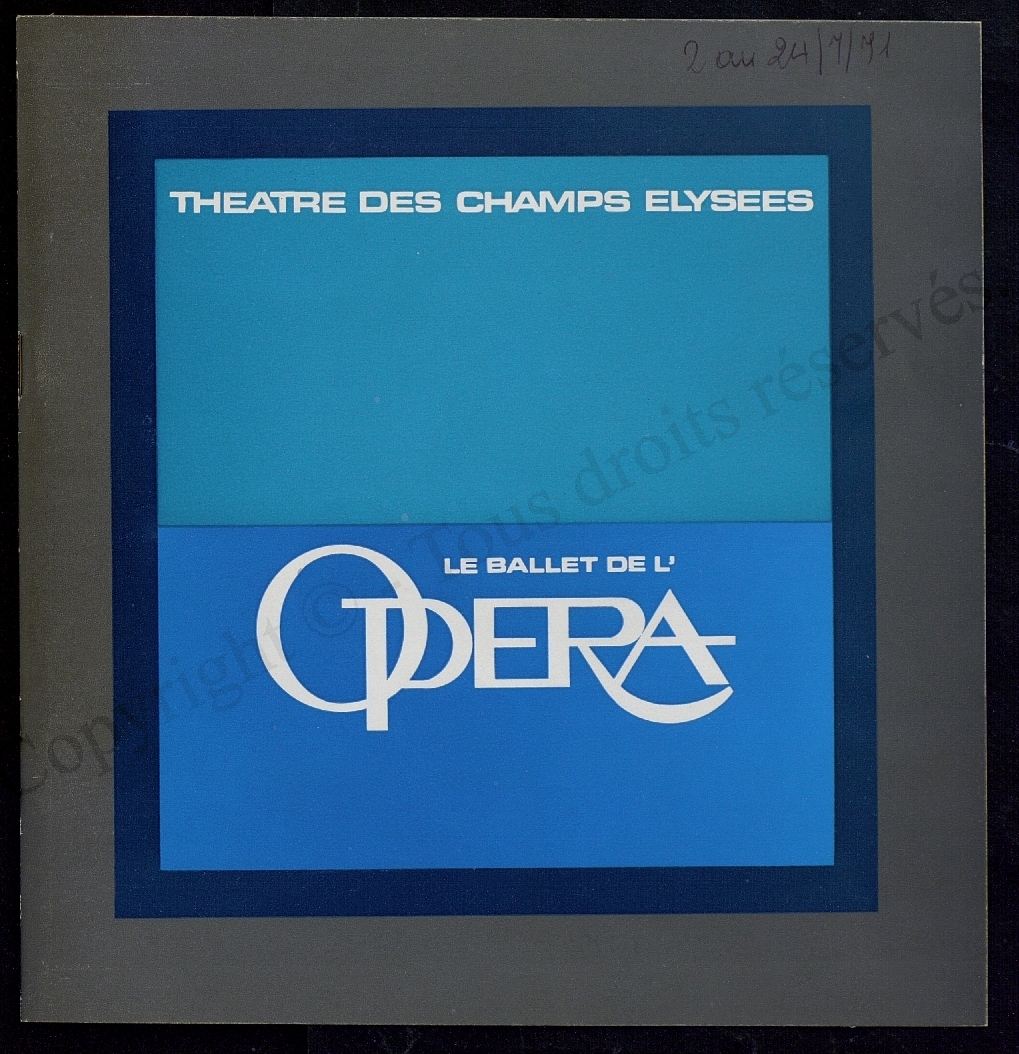 2 au 24/7/71
THEATRE DES CHAMPS ELYSEES
LE BALLET DE L'
OPERA
Copyright © - Tous droits réservés